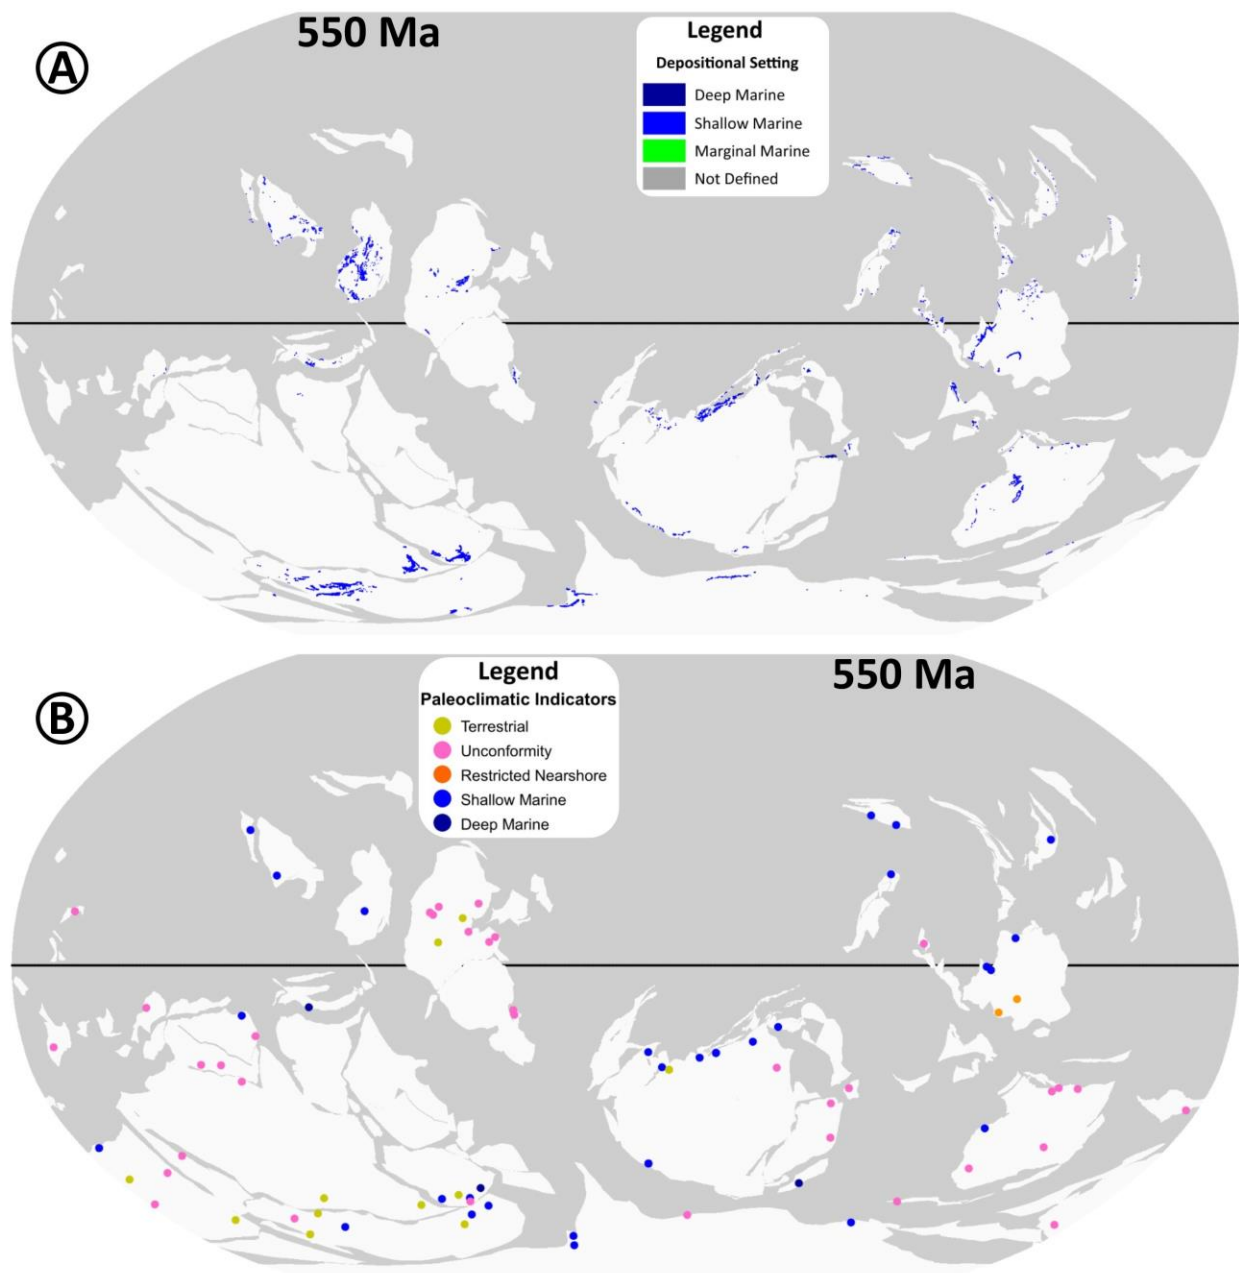 550 Ma
A
Legend
Depositional Setting
Deep Marine
Shallow Marine
Marginal Marine
Not Defined
B
Legend
Paleoclimatic Indicators
Terrestrial
Unconformity
Restricted Nearshore
Shallow Marine
Deep Marine
550 Ma